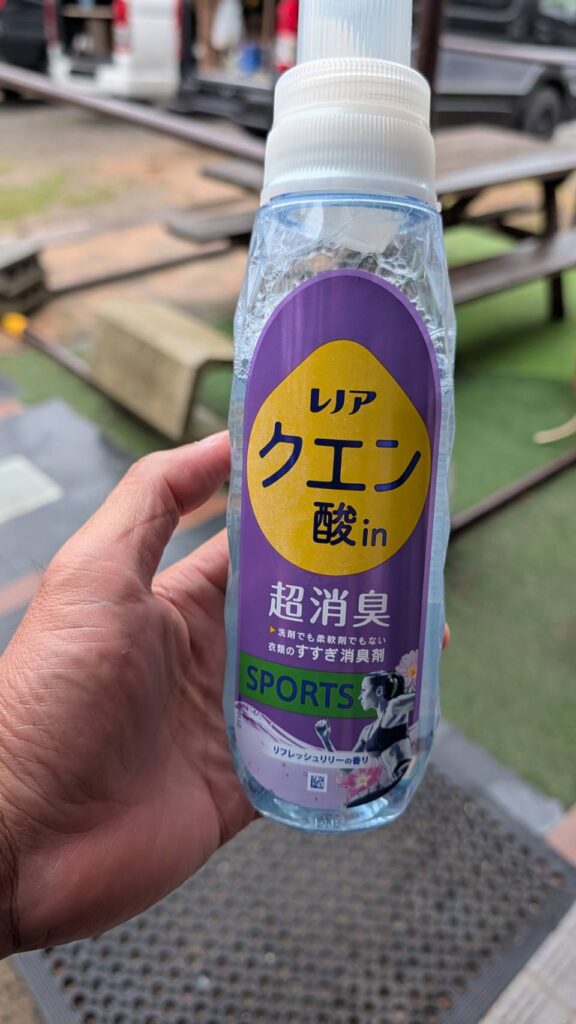 レノア
クエン
酸in
超消臭
洗剤でも柔軟剤でもない
衣類のすすぎ消臭剤
SPORTS
リフレッシュリリーの香り